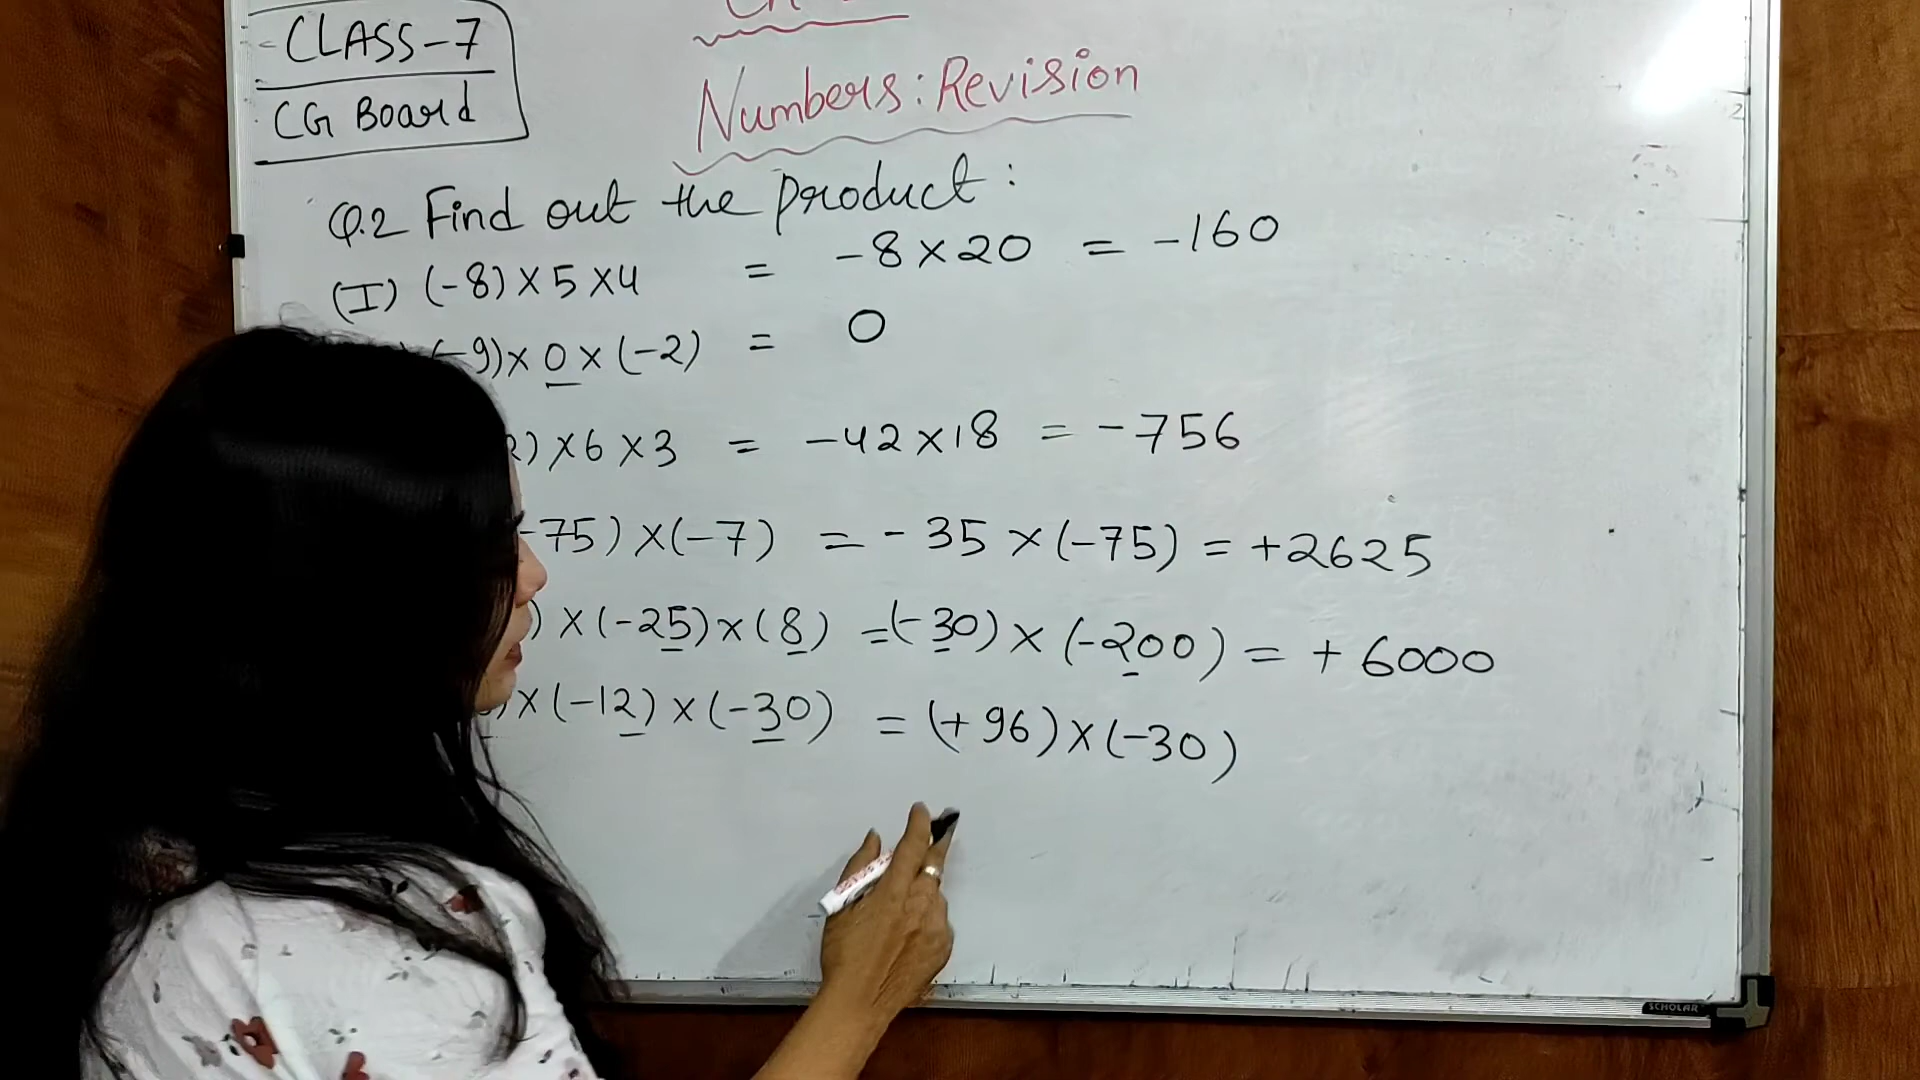 CLASS-7
CG Board
Numbers: Revision
Q.2 Find out the product:
(I) (-8)×5×4 = -8×20 = -160
-9)×0×(-2) = 0
2)×6×3 = -42×18 = -756
-75)×(-7) = -35×(-75) = +2625
)×(-25)×(8) =(-30)×(-200) = +6000
)×(-12)×(-30) = (+96)×(-30)
SCHOLAR